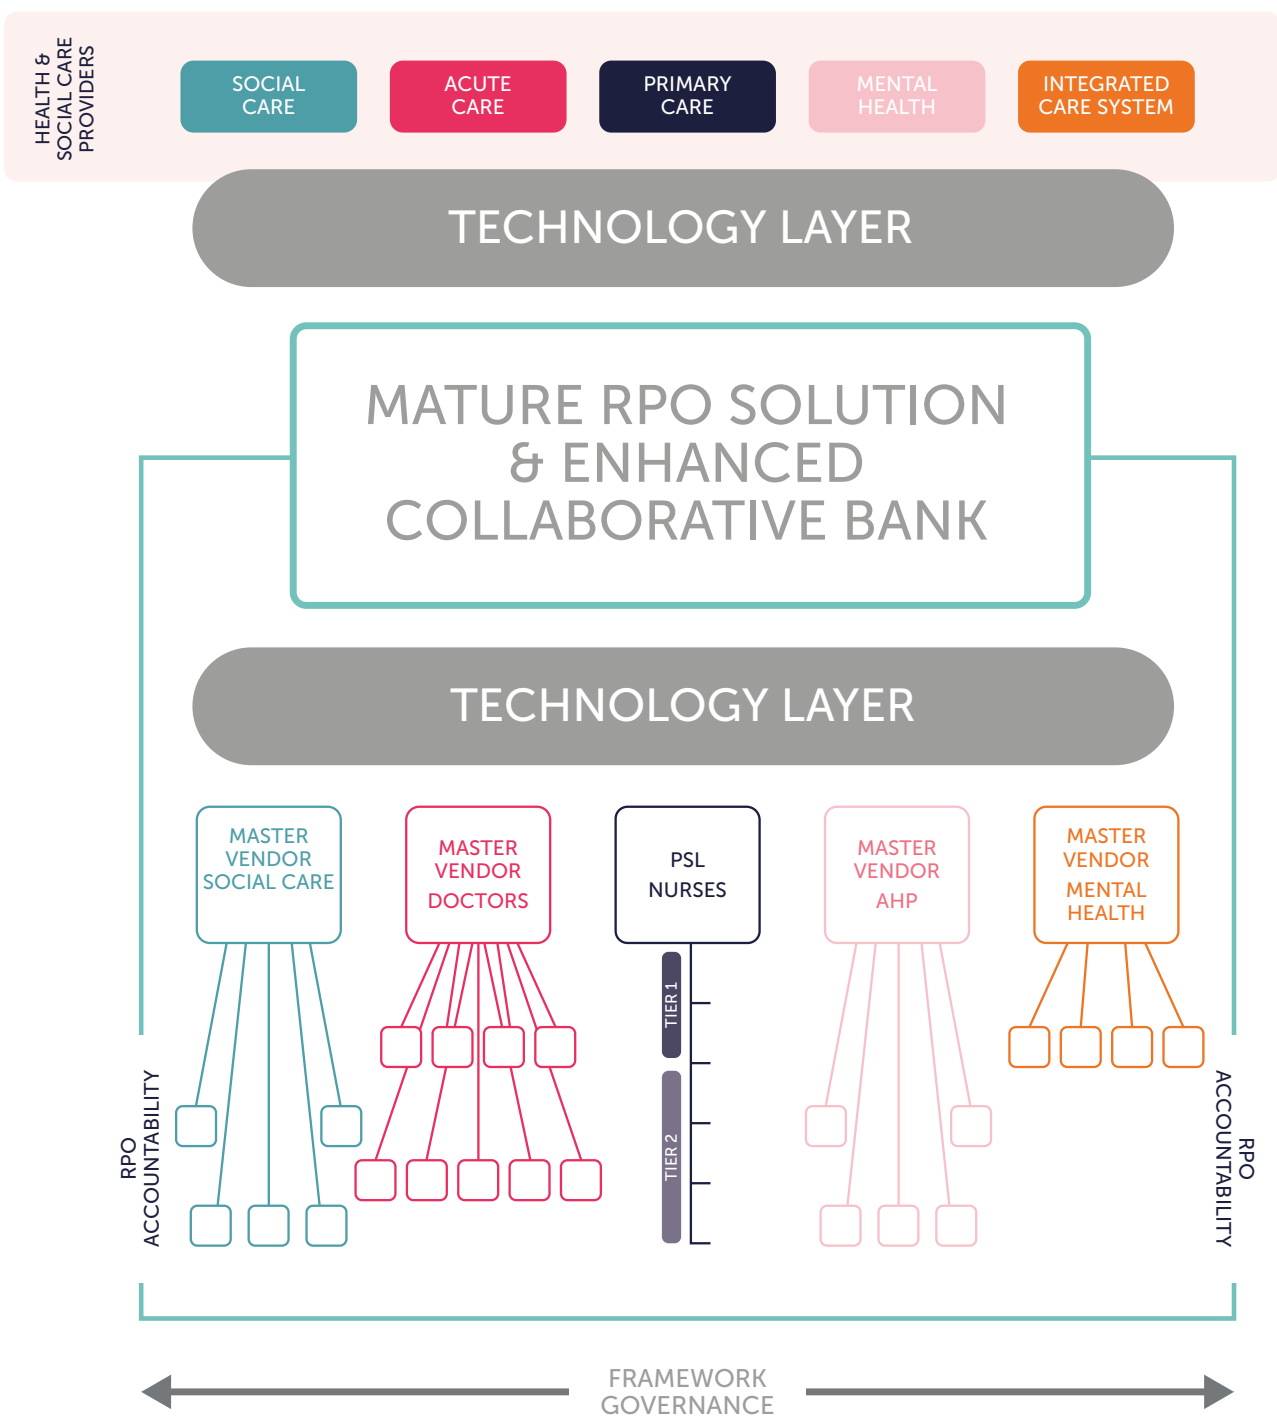 HEALTH &
SOCIAL CARE
PROVIDERS
SOCIAL
CARE
ACUTE
CARE
PRIMARY
CARE
MENTAL
HEALTH
INTEGRATED
CARE SYSTEM
TECHNOLOGY LAYER
MATURE RPO SOLUTION
& ENHANCED
COLLABORATIVE BANK
TECHNOLOGY LAYER
MASTER
VENDOR
SOCIAL CARE
MASTER
VENDOR
DOCTORS
PSL
NURSES
MASTER
VENDOR
AHP
MASTER
VENDOR
MENTAL
HEALTH
TIER 1
TIER 2
RPO
ACCOUNTABILITY
RPO
ACCOUNTABILITY
FRAMEWORK
GOVERNANCE